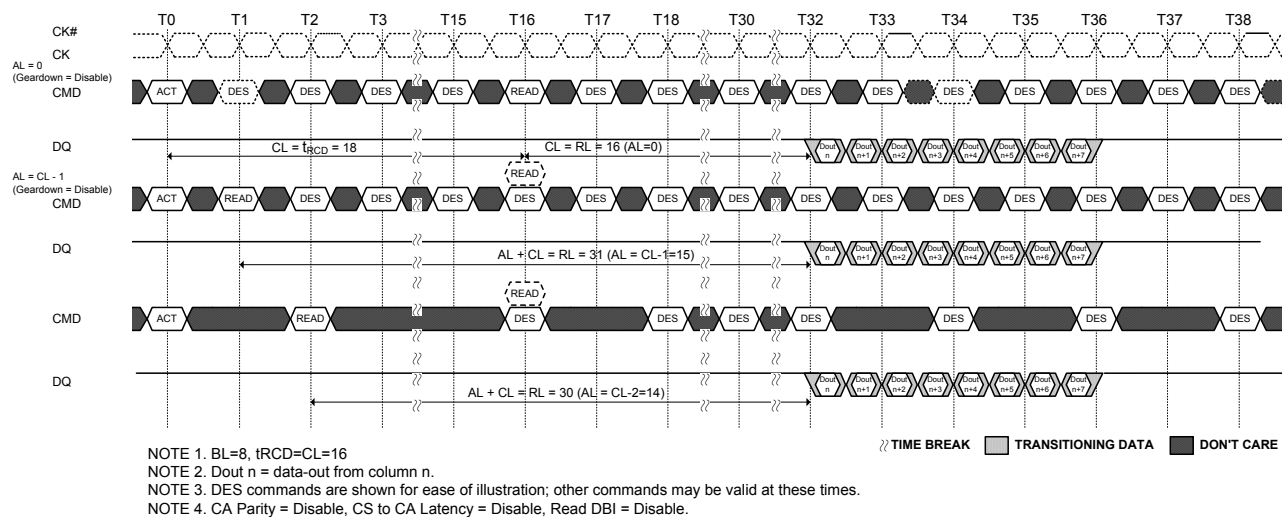 T0 T1 T2 T3 T15 T16 T17 T18 T30 T32 T33 T34 T35 T36 T37 T38
CK#
CK
AL = 0
(Geardown = Disable)
CMD
ACT DES DES DES DES READ DES DES DES DES DES DES DES DES DES DES
DQ
CL = tRCD = 18
CL = RL = 16 (AL=0)
Dout n Dout n+1 Dout n+2 Dout n+3 Dout n+4 Dout n+5 Dout n+6 Dout n+7
READ
AL = CL - 1
(Geardown = Disable)
CMD
ACT READ DES DES DES DES DES DES DES DES DES DES DES DES DES DES
DQ
AL + CL = RL = 31 (AL = CL-1=15)
Dout n Dout n+1 Dout n+2 Dout n+3 Dout n+4 Dout n+5 Dout n+6 Dout n+7
READ
CMD
ACT READ DES DES DES DES DES DES DES
DQ
AL + CL = RL = 30 (AL = CL-2=14)
Dout n Dout n+1 Dout n+2 Dout n+3 Dout n+4 Dout n+5 Dout n+6 Dout n+7
TIME BREAK TRANSITIONING DATA DON'T CARE
NOTE 1. BL=8, tRCD=CL=16
NOTE 2. Dout n = data-out from column n.
NOTE 3. DES commands are shown for ease of illustration; other commands may be valid at these times.
NOTE 4. CA Parity = Disable, CS to CA Latency = Disable, Read DBI = Disable.